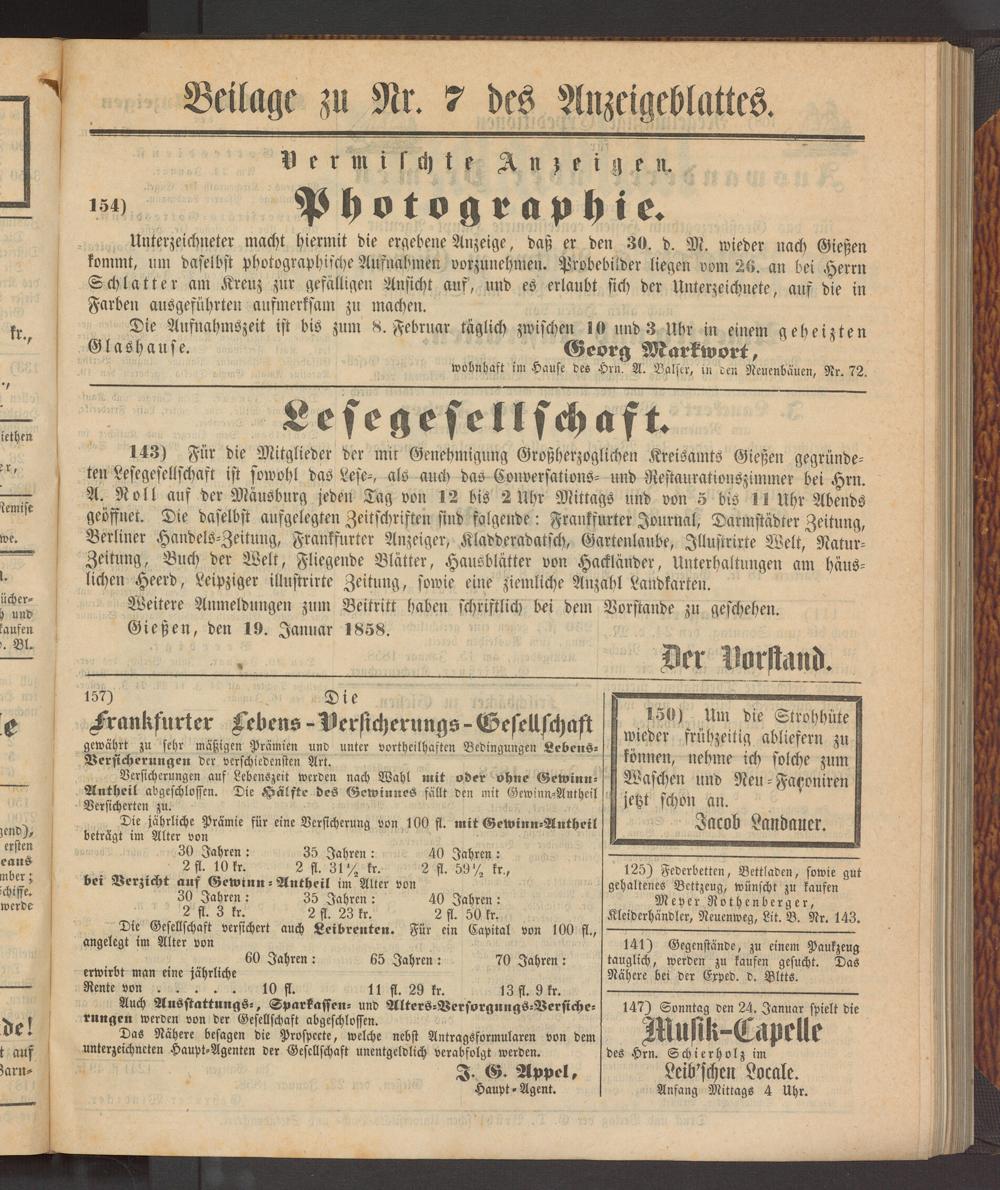 Beilage zu Nr. 7 des Anzeigeblattes.
Vermischte Anzeigen.
154) Photographie.
Unterzeichneter macht hiermit die ergebene Anzeige, daß er den 30. d. M. wieder nach Gießen
kommt, um daselbst photographische Aufnahmen vorzunehmen. Probebilder liegen vom 26. an bei Herrn
Schlatter am Kreuz zur gefälligen Ansicht auf, und es erlaubt sich der Unterzeichnete, auf die in
Farben ausgeführten aufmerksam zu machen.
Die Aufnahmszeit ist bis zum 8. Februar täglich zwischen 10 und 3 Uhr in einem geheizten
Glashause.
Georg Markwort,
wohnhaft im Hause des Hrn. A. Balser, in den Neuenbäuen, Nr. 72.
Lesegesellschaft.
143) Für die Mitglieder der mit Genehmigung Großherzoglichen Kreisamts Gießen gegründe-
ten Lesegesellschaft ist sowohl das Lese-, als auch das Conversations- und Restaurationszimmer bei Hrn.
A. Noll auf der Mäusburg jeden Tag von 12 bis 2 Uhr Mittags und von 5 bis 11 Uhr Abends
geöffnet. Die daselbst aufgelegten Zeitschriften sind folgende: Frankfurter Journal, Darmstädter Zeitung,
Berliner Handels-Zeitung, Frankfurter Anzeiger, Kladderadatsch, Gartenlaube, Illustrirte Welt, Natur-
Zeitung, Buch der Welt, Fliegende Blätter, Hausblätter von Hackländer, Unterhaltungen am häus-
lichen Heerd, Leipziger illustrirte Zeitung, sowie eine ziemliche Anzahl Landkarten.
Weitere Anmeldungen zum Beitritt haben schriftlich bei dem Vorstande zu geschehen.
Gießen, den 19. Januar 1858.
Der Vorstand.
157) Die
Frankfurter Lebens-Versicherungs-Gesellschaft
gewährt zu sehr mäßigen Prämien und unter vortheilhaften Bedingungen Lebens-
Versicherungen der verschiedensten Art.
Versicherungen auf Lebenszeit werden nach Wahl mit oder ohne Gewinn-
Antheil abgeschlossen. Die Hälfte des Gewinnes fällt den mit Gewinn-Antheil
Versicherten zu.
Die jährliche Prämie für eine Versicherung von 100 fl. mit Gewinn-Antheil
beträgt im Alter von
30 Jahren: 35 Jahren: 40 Jahren:
2 fl. 10 kr. 2 fl. 31½ kr. 2 fl. 59½ kr.,
bei Verzicht auf Gewinn-Antheil im Alter von
30 Jahren: 35 Jahren: 40 Jahren:
2 fl. 3 kr. 2 fl. 23 kr. 2 fl. 50 kr.
Die Gesellschaft versichert auch Leibrenten. Für ein Capital von 100 fl.,
angelegt im Alter von
60 Jahren: 65 Jahren: 70 Jahren:
erwirbt man eine jährliche
Rente von . . . . . 10 fl. 11 fl. 29 kr. 13 fl. 9 kr.
Auch Ausstattungs-, Sparkassen- und Alters-Versorgungs-Versiche-
rungen werden von der Gesellschaft abgeschlossen.
Das Nähere besagen die Prospecte, welche nebst Antragsformularen von dem
unterzeichneten Haupt-Agenten der Gesellschaft unentgeldlich verabfolgt werden.
J. G. Appel,
Haupt-Agent.
150) Um die Strohhüte
wieder frühzeitig abliefern zu
können, nehme ich solche zum
Waschen und Neu-Façoniren
jetzt schon an.
Jacob Landauer.
125) Federbetten, Bettladen, sowie gut
gehaltenes Bettzeug, wünscht zu kaufen
Meyer Rothenberger,
Kleiderhändler, Neuenweg, Lit. B. Nr. 143.
141) Gegenstände, zu einem Paukzeug
tauglich, werden zu kaufen gesucht. Das
Nähere bei der Exped. d. Bltts.
147) Sonntag den 24. Januar spielt die
Musik-Capelle
des Hrn. Schierholz im
Leib'schen Locale.
Anfang Mittags 4 Uhr.